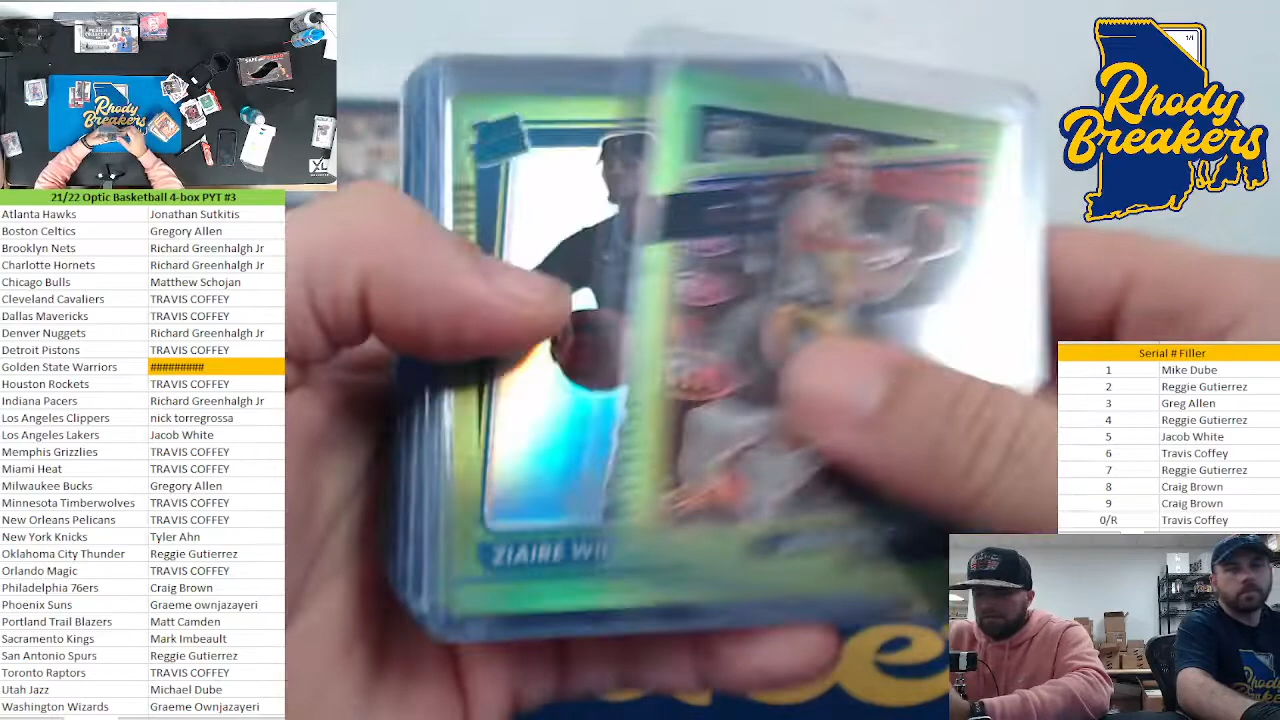 Rhody
Breakers
1/1
Rhody
Breakers
XL
21/22 Optic Basketball 4-box PYT #3
Atlanta Hawks Jonathan Sutkitis
Boston Celtics Gregory Allen
Brooklyn Nets Richard Greenhalgh Jr
Charlotte Hornets Richard Greenhalgh Jr
Chicago Bulls Matthew Schojan
Cleveland Cavaliers TRAVIS COFFEY
Dallas Mavericks TRAVIS COFFEY
Denver Nuggets Richard Greenhalgh Jr
Detroit Pistons TRAVIS COFFEY
Golden State Warriors #########
Houston Rockets TRAVIS COFFEY
Indiana Pacers Richard Greenhalgh Jr
Los Angeles Clippers nick torregrossa
Los Angeles Lakers Jacob White
Memphis Grizzlies TRAVIS COFFEY
Miami Heat TRAVIS COFFEY
Milwaukee Bucks Gregory Allen
Minnesota Timberwolves TRAVIS COFFEY
New Orleans Pelicans TRAVIS COFFEY
New York Knicks Tyler Ahn
Oklahoma City Thunder Reggie Gutierrez
Orlando Magic TRAVIS COFFEY
Philadelphia 76ers Craig Brown
Phoenix Suns Graeme ownjazayeri
Portland Trail Blazers Matt Camden
Sacramento Kings Mark Imbeault
San Antonio Spurs Reggie Gutierrez
Toronto Raptors TRAVIS COFFEY
Utah Jazz Michael Dube
Washington Wizards Graeme Ownjazayeri
ZIAIRE WIL
Serial # Filler
1 Mike Dube
2 Reggie Gutierrez
3 Greg Allen
4 Reggie Gutierrez
5 Jacob White
6 Travis Coffey
7 Reggie Gutierrez
8 Craig Brown
9 Craig Brown
0/R Travis Coffey
Rhody
Breakers